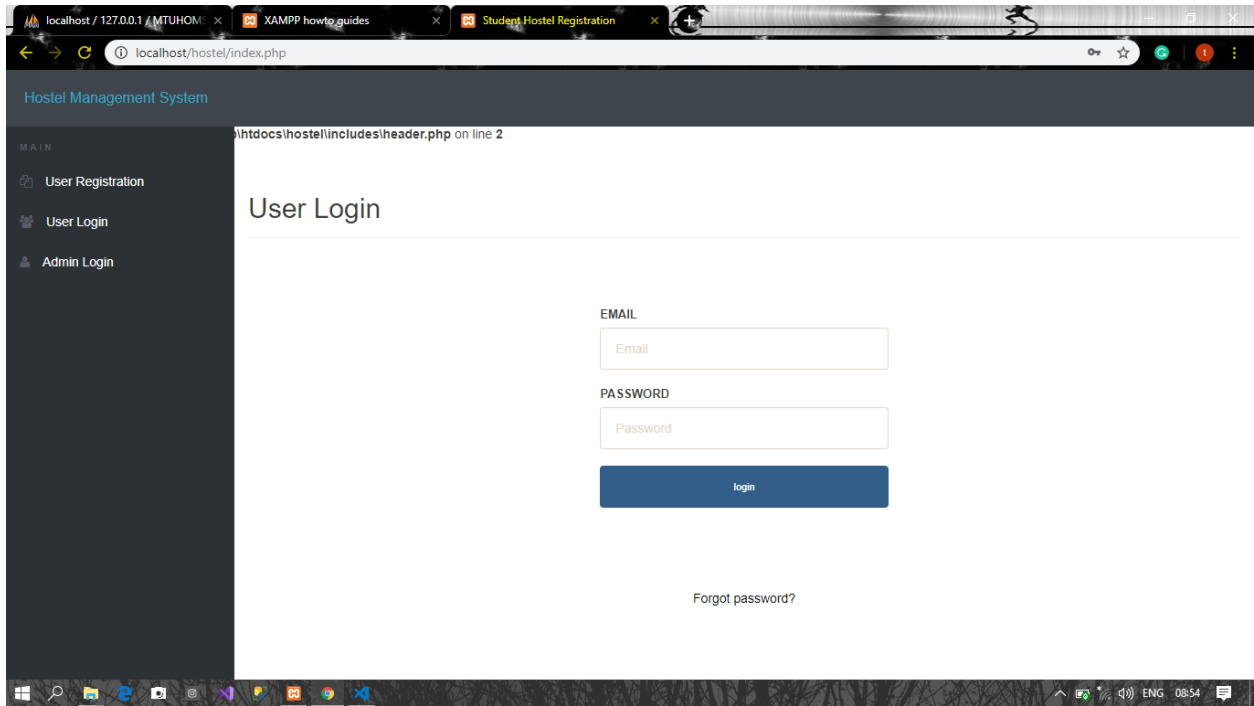 localhost / 127.0.0.1 / MTUHOMS
XAMPP howto guides
Student Hostel Registration
localhost/hostel/index.php
t
Hostel Management System
\htdocs\hostel\includes\header.php on line 2
MAIN
User Registration
User Login
Admin Login
User Login
EMAIL
Email
PASSWORD
Password
login
Forgot password?
ENG 08:54